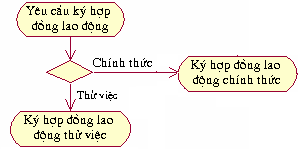 Yêu cầu ký hợp
đồng lao động
Chính thức
Ký hợp đồng lao
động chính thức
Thử việc
Ký hợp đồng lao
động thử việc